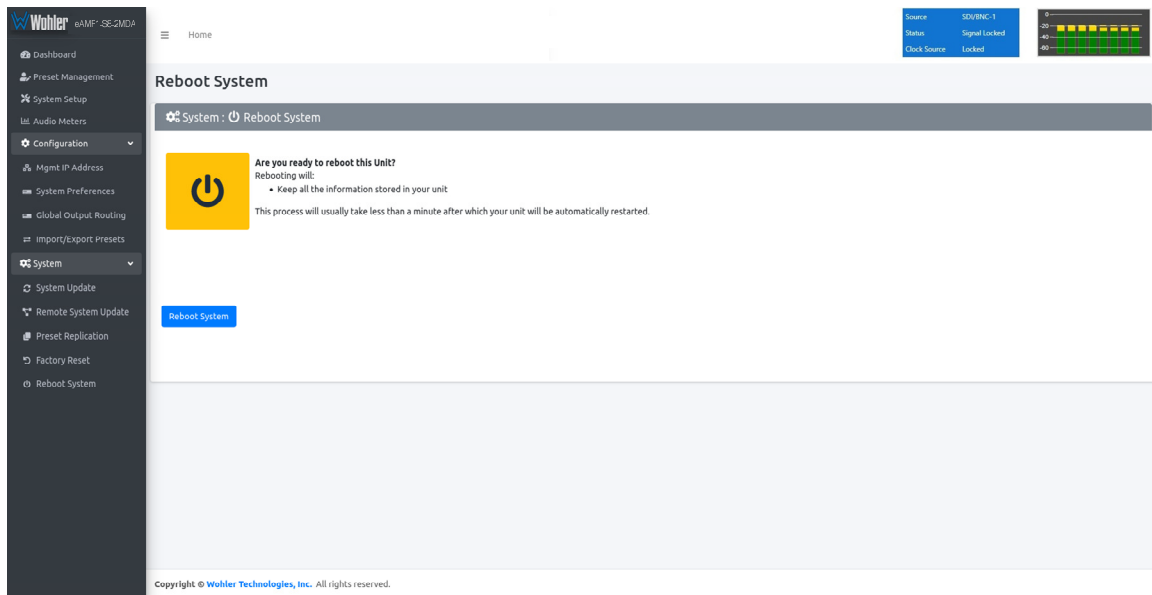 Wohler eAMP1-S8-2MDA
Dashboard
Preset Management
System Setup
Audio Meters
Configuration
Mgmt IP Address
System Preferences
Global Output Routing
Import/Export Presets
System
System Update
Remote System Update
Preset Replication
Factory Reset
Reboot System
Home
Source SDI/BNC-1
Status Signal Locked
Clock Source Locked
0
-20
-40
-60
Reboot System
System : Reboot System
Are you ready to reboot this Unit?
Rebooting will:
• Keep all the information stored in your unit
This process will usually take less than a minute after which your unit will be automatically restarted.
Reboot System
Copyright © Wohler Technologies, Inc. All rights reserved.